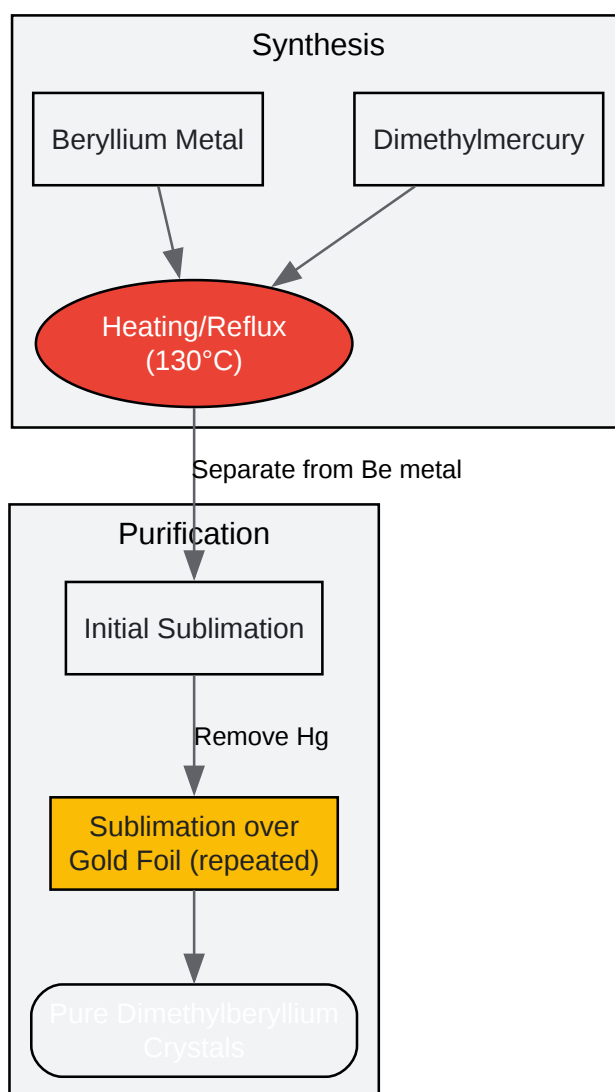 Synthesis
Beryllium Metal
Dimethylmercury
Heating/Reflux
(130°C)
Separate from Be metal
Purification
Initial Sublimation
Remove Hg
Sublimation over
Gold Foil (repeated)
Pure Dimethylberyllium
Crystals